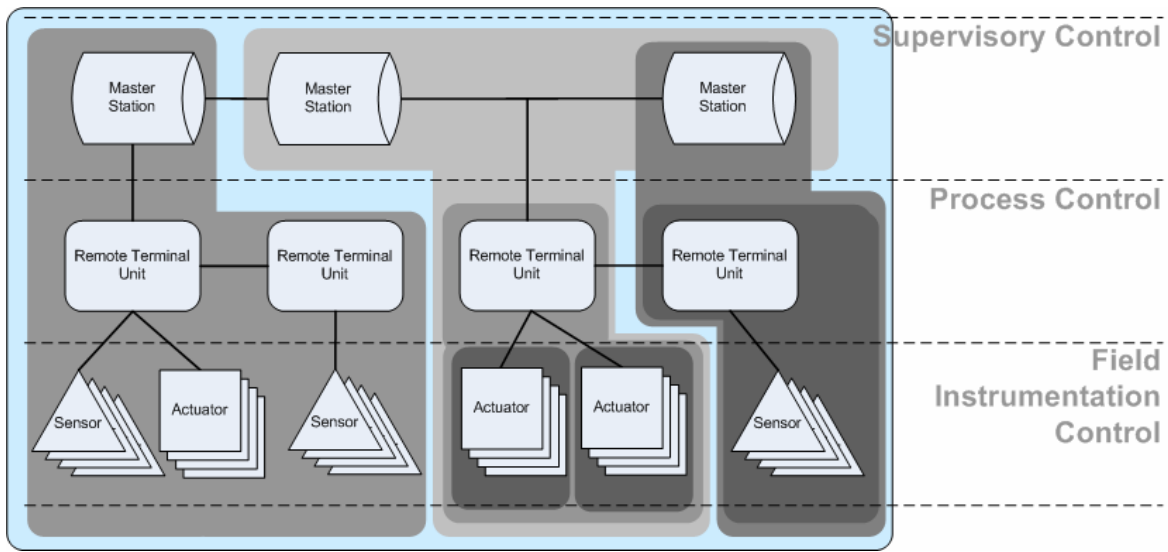 Supervisory Control
Master
Station
Master
Station
Master
Station
Process Control
Remote Terminal
Unit
Remote Terminal
Unit
Remote Terminal
Unit
Remote Terminal
Unit
Field
Instrumentation
Control
Sensor
Actuator
Sensor
Actuator
Actuator
Sensor